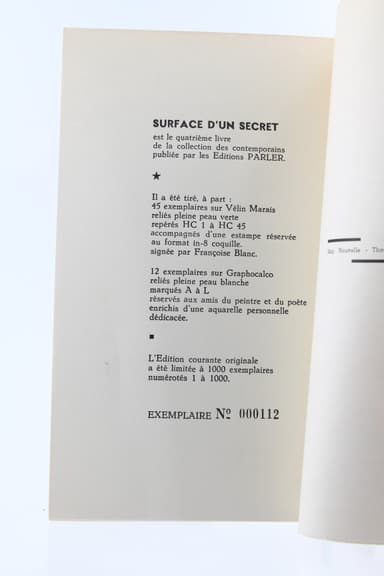 SURFACE D'UN SECRET
est le quatrième livre
de la collection des contemporains
publiée par les Editions PARLER.
★
Il a été tiré, à part :
45 exemplaires sur Vélin Marais
reliés pleine peau verte
repérés HC 1 à HC 45
accompagnés d'une estampe réservée
au format in-8 coquille.
signée par Françoise Blanc.
12 exemplaires sur Graphocalco
reliés pleine peau blanche
marqués A à L
réservés aux amis du peintre et du poète
enrichis d'une aquarelle personnelle
dédicacée.
■
L'Edition courante originale
a été limitée à 1000 exemplaires
numérotés 1 à 1000.
EXEMPLAIRE Nº 000112
Nouvelle -